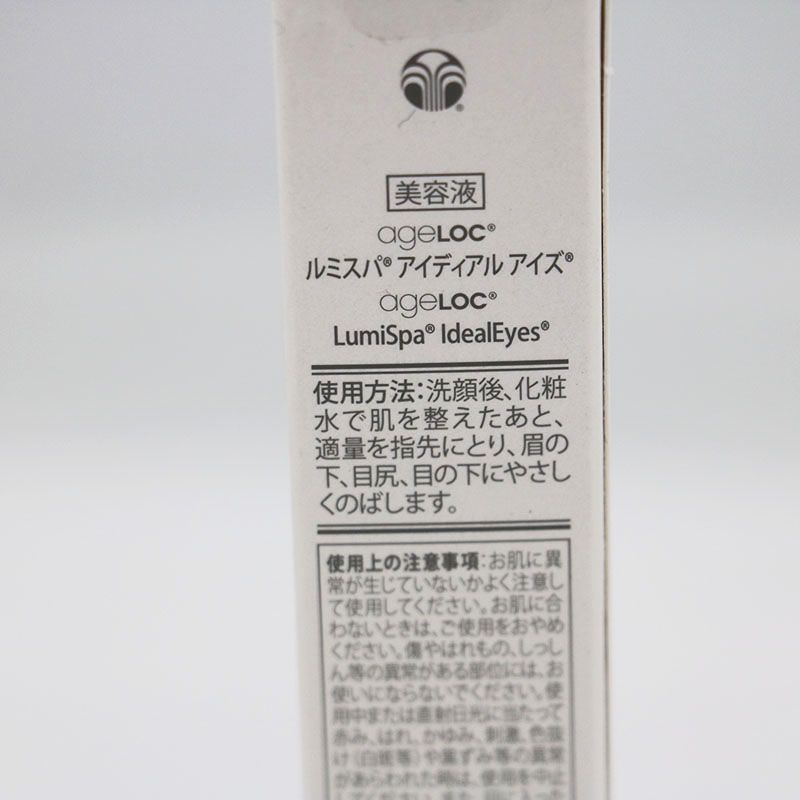 美容液
ageLOC®
ルミスパ® アイディアル アイズ®
ageLOC®
LumiSpa® IdealEyes®
使用方法:洗顔後、化粧
水で肌を整えたあと、
適量を指先にとり、眉の
下、目尻、目の下にやさし
くのばします。
使用上の注意事項:お肌に異
常が生じていないかよく注意し
て使用してください。お肌に合
わないときは、ご使用をおやめ
ください。傷やはれもの、しっし
ん等の異常がある部位には、お
使いにならないでください。使
用中または直射日光に当たって
赤み、はれ、かゆみ、刺激、色抜
け(白斑等)や黒ずみ等の異常
があらわれた時は、使用を中止